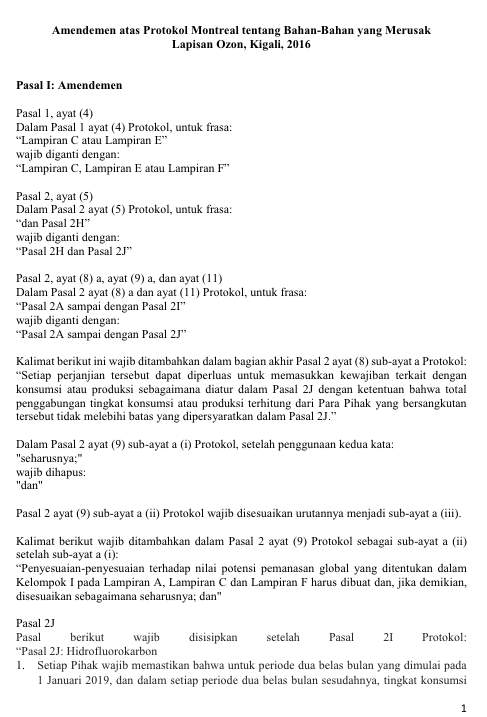 Amendemen atas Protokol Montreal tentang Bahan-Bahan yang Merusak
Lapisan Ozon, Kigali, 2016
Pasal I: Amendemen
Pasal 1, ayat (4)
Dalam Pasal 1 ayat (4) Protokol, untuk frasa:
“Lampiran C atau Lampiran E”
wajib diganti dengan:
“Lampiran C, Lampiran E atau Lampiran F”
Pasal 2, ayat (5)
Dalam Pasal 2 ayat (5) Protokol, untuk frasa:
“dan Pasal 2H”
wajib diganti dengan:
“Pasal 2H dan Pasal 2J”
Pasal 2, ayat (8) a, ayat (9) a, dan ayat (11)
Dalam Pasal 2 ayat (8) a dan ayat (11) Protokol, untuk frasa:
“Pasal 2A sampai dengan Pasal 2I”
wajib diganti dengan:
“Pasal 2A sampai dengan Pasal 2J”
Kalimat berikut ini wajib ditambahkan dalam bagian akhir Pasal 2 ayat (8) sub-ayat a Protokol:
“Setiap perjanjian tersebut dapat diperluas untuk memasukkan kewajiban terkait dengan
konsumsi atau produksi sebagaimana diatur dalam Pasal 2J dengan ketentuan bahwa total
penggabungan tingkat konsumsi atau produksi terhitung dari Para Pihak yang bersangkutan
tersebut tidak melebihi batas yang dipersyaratkan dalam Pasal 2J.”
Dalam Pasal 2 ayat (9) sub-ayat a (i) Protokol, setelah penggunaan kedua kata:
"seharusnya;"
wajib dihapus:
"dan"
Pasal 2 ayat (9) sub-ayat a (ii) Protokol wajib disesuaikan urutannya menjadi sub-ayat a (iii).
Kalimat berikut wajib ditambahkan dalam Pasal 2 ayat (9) Protokol sebagai sub-ayat a (ii)
setelah sub-ayat a (i):
“Penyesuaian-penyesuaian terhadap nilai potensi pemanasan global yang ditentukan dalam
Kelompok I pada Lampiran A, Lampiran C dan Lampiran F harus dibuat dan, jika demikian,
disesuaikan sebagaimana seharusnya; dan"
Pasal 2J
Pasal berikut wajib disisipkan setelah Pasal 2I Protokol:
“Pasal 2J: Hidrofluorokarbon
1. Setiap Pihak wajib memastikan bahwa untuk periode dua belas bulan yang dimulai pada
1 Januari 2019, dan dalam setiap periode dua belas bulan sesudahnya, tingkat konsumsi
1